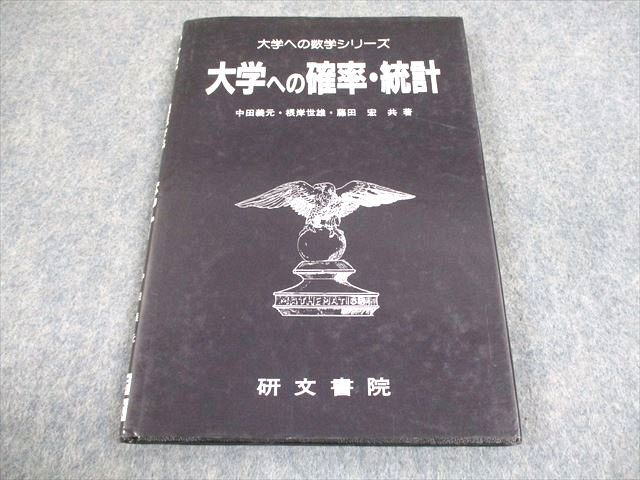 大学への数学シリーズ
大学への確率・統計
中田義元・根岸世雄・藤田 宏 共著
研文書院